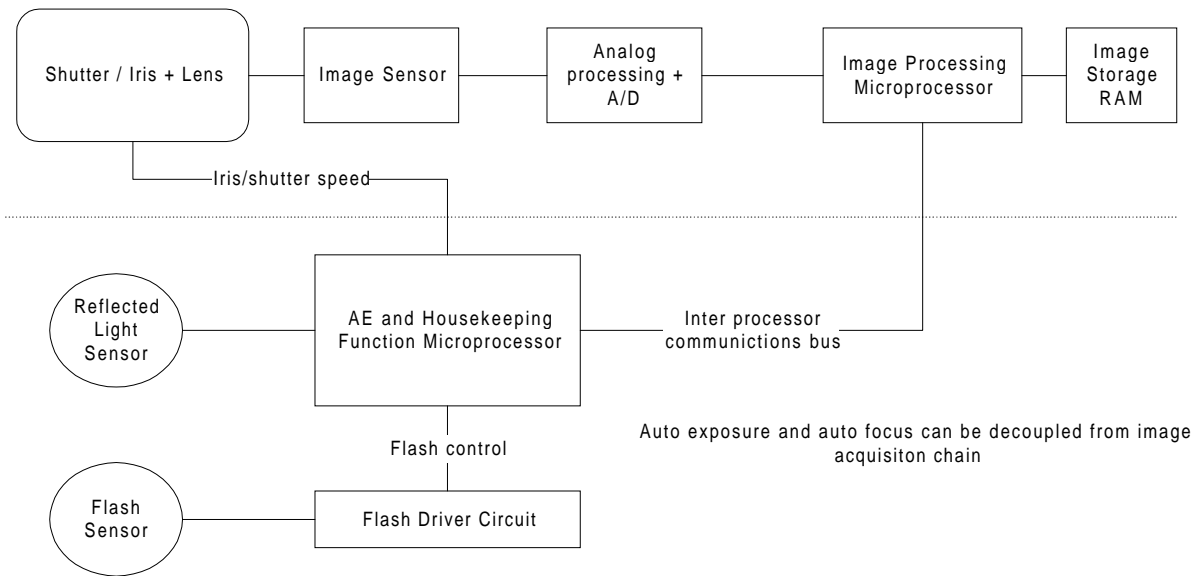 Shutter / Iris + Lens
Image Sensor
Analog
processing +
A/D
Image Processing
Microprocessor
Image
Storage
RAM
Iris/shutter speed
Reflected
Light
Sensor
AE and Housekeeping
Function Microprocessor
Inter processor
communictions bus
Flash control
Auto exposure and auto focus can be decoupled from image
acquisiton chain
Flash
Sensor
Flash Driver Circuit